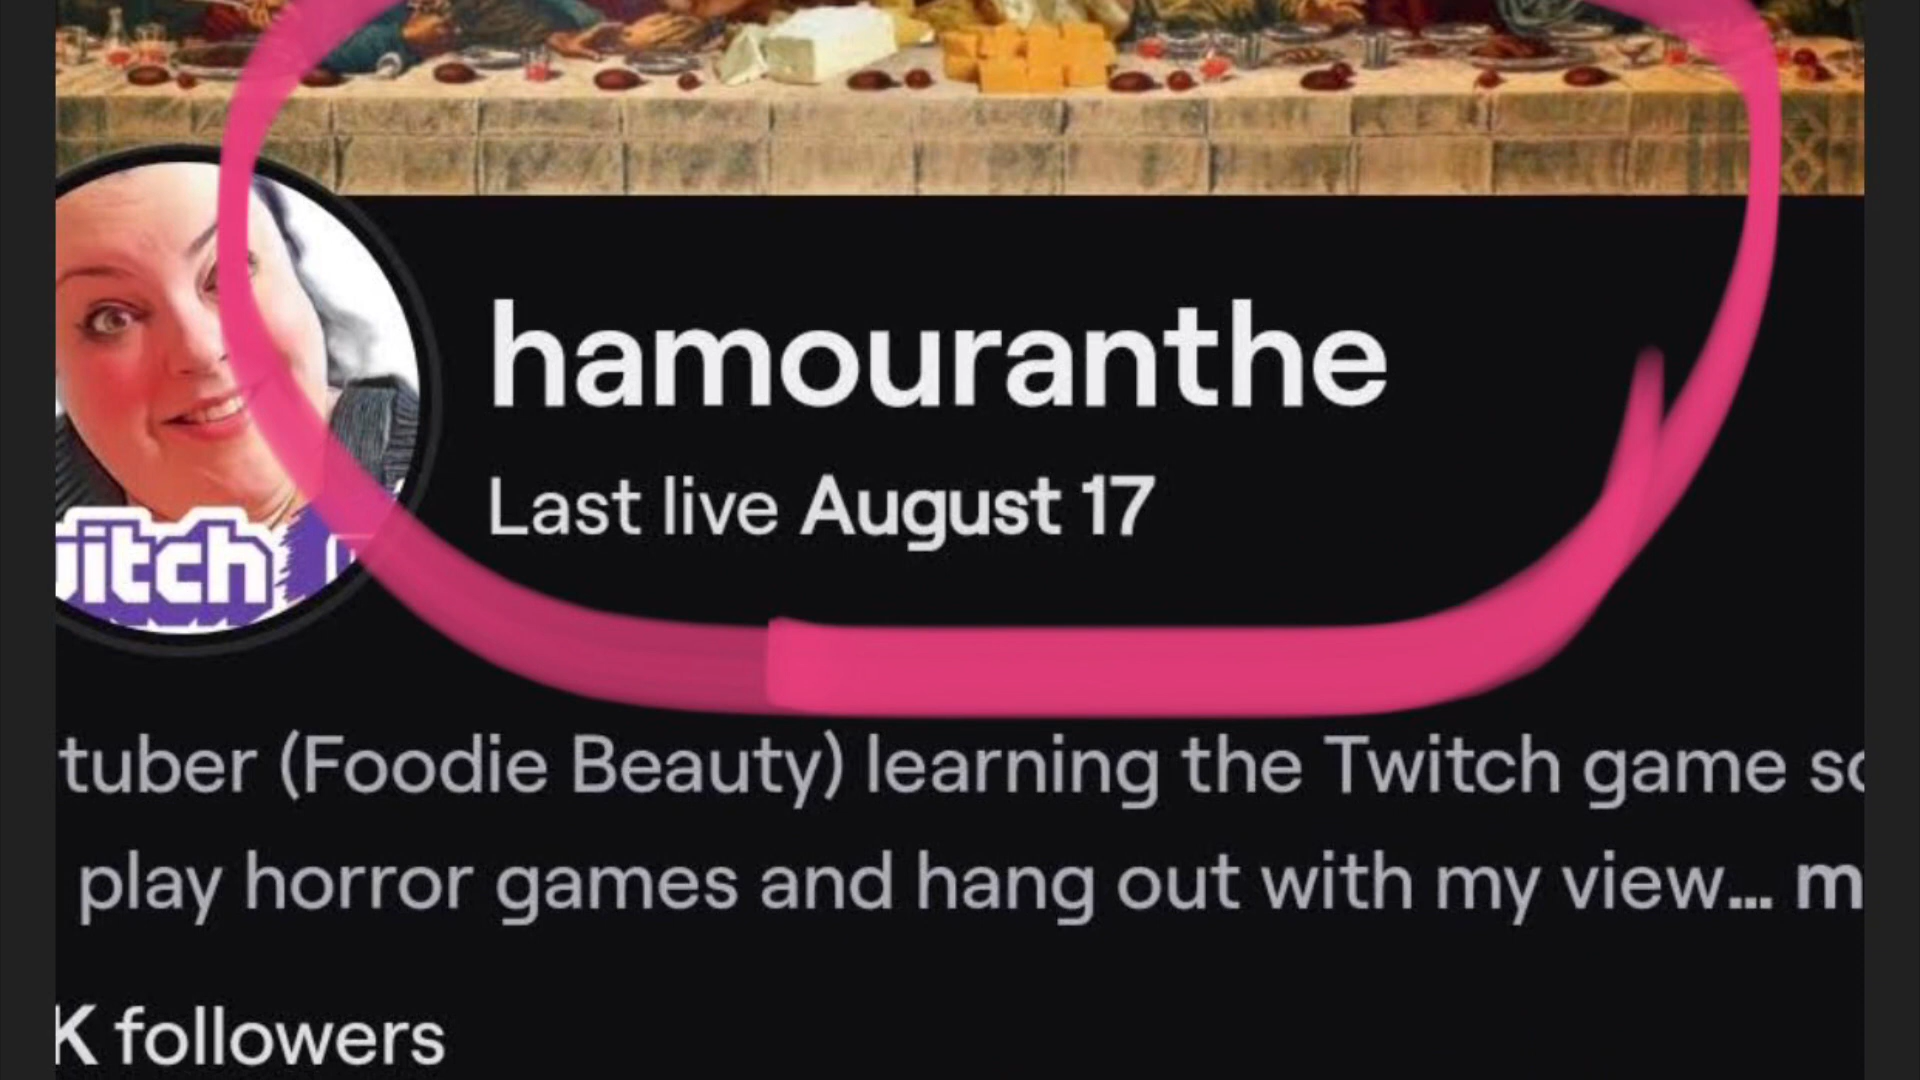 hamouranthe
Last live August 17
itch
tuber (Foodie Beauty) learning the Twitch game
play horror games and hang out with my view... m
K followers